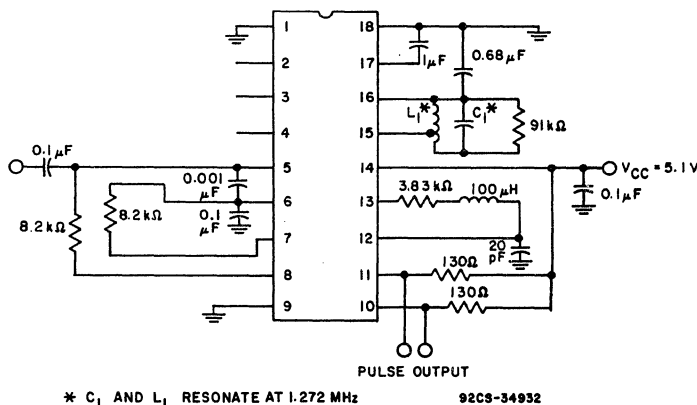 1 18
1μF
0.68μF
2 17
3 16
L1* C1*
91kΩ
4 15
0.1μF
5 14
VCC = 5.1V
0.001 μF
3.83kΩ 100μH
0.1μF
6 13
8.2kΩ
8.2kΩ
0.1 μF
7 12
20 pF
130Ω
8 11
130Ω
9 10
PULSE OUTPUT
* C1 AND L1 RESONATE AT 1.272 MHz
92CS-34932